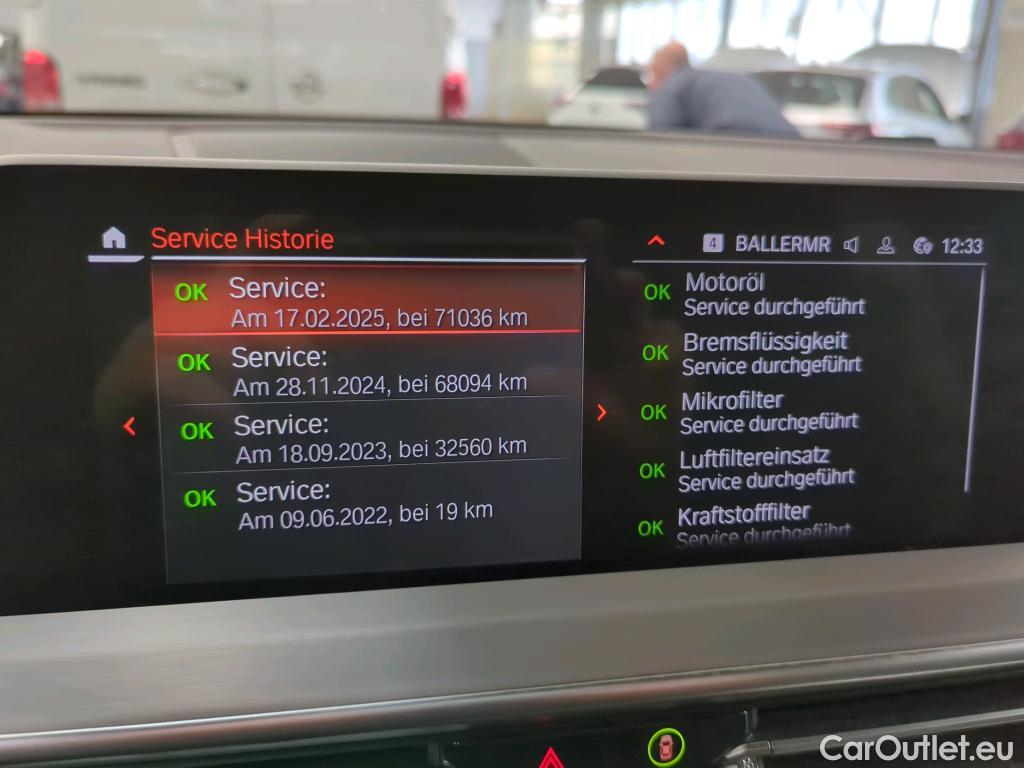 Service Historie
4 BALLERMR 12:33
OK Service:
Am 17.02.2025, bei 71036 km
OK Service:
Am 28.11.2024, bei 68094 km
OK Service:
Am 18.09.2023, bei 32560 km
OK Service:
Am 09.06.2022, bei 19 km
OK Motoröl
Service durchgeführt
OK Bremsflüssigkeit
Service durchgeführt
OK Mikrofilter
Service durchgeführt
OK Luftfiltereinsatz
Service durchgeführt
OK Kraftstofffilter
Service durchgeführt
CarOutlet.eu